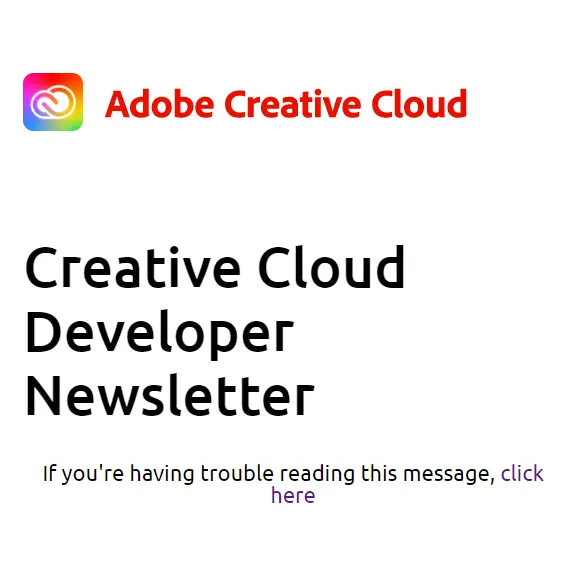 Adobe Creative Cloud
Creative Cloud
Developer
Newsletter
If you're having trouble reading this message, click
here